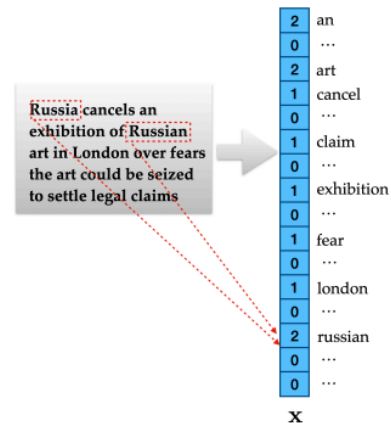 Russia cancels an
exhibition of Russian
art in London over fears
the art could be seized
to settle legal claims
2 an
0 ...
2 art
1 cancel
0 ...
1 claim
0 ...
1 exhibition
0 ...
1 fear
0 ...
1 london
0 ...
2 russian
0 ...
0 ...
x